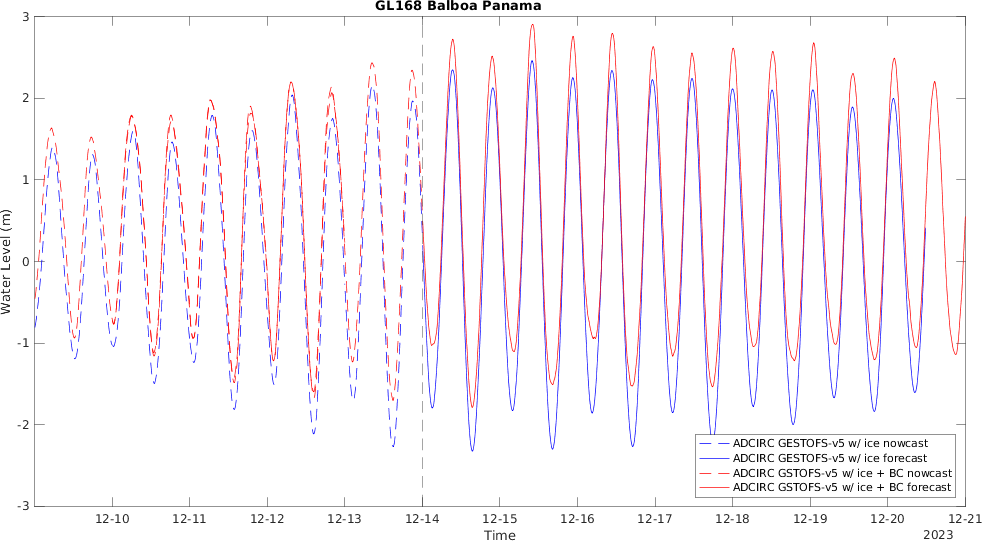 GL168 Balboa Panama
Water Level (m)
3
2
1
0
-1
-2
-3
ADCIRC GESTOFS-v5 w/ ice nowcast
ADCIRC GESTOFS-v5 w/ ice forecast
ADCIRC GSTOFS-v5 w/ ice + BC nowcast
ADCIRC GSTOFS-v5 w/ ice + BC forecast
12-10 12-11 12-12 12-13 12-14 12-15 12-16 12-17 12-18 12-19 12-20 12-21
Time
2023